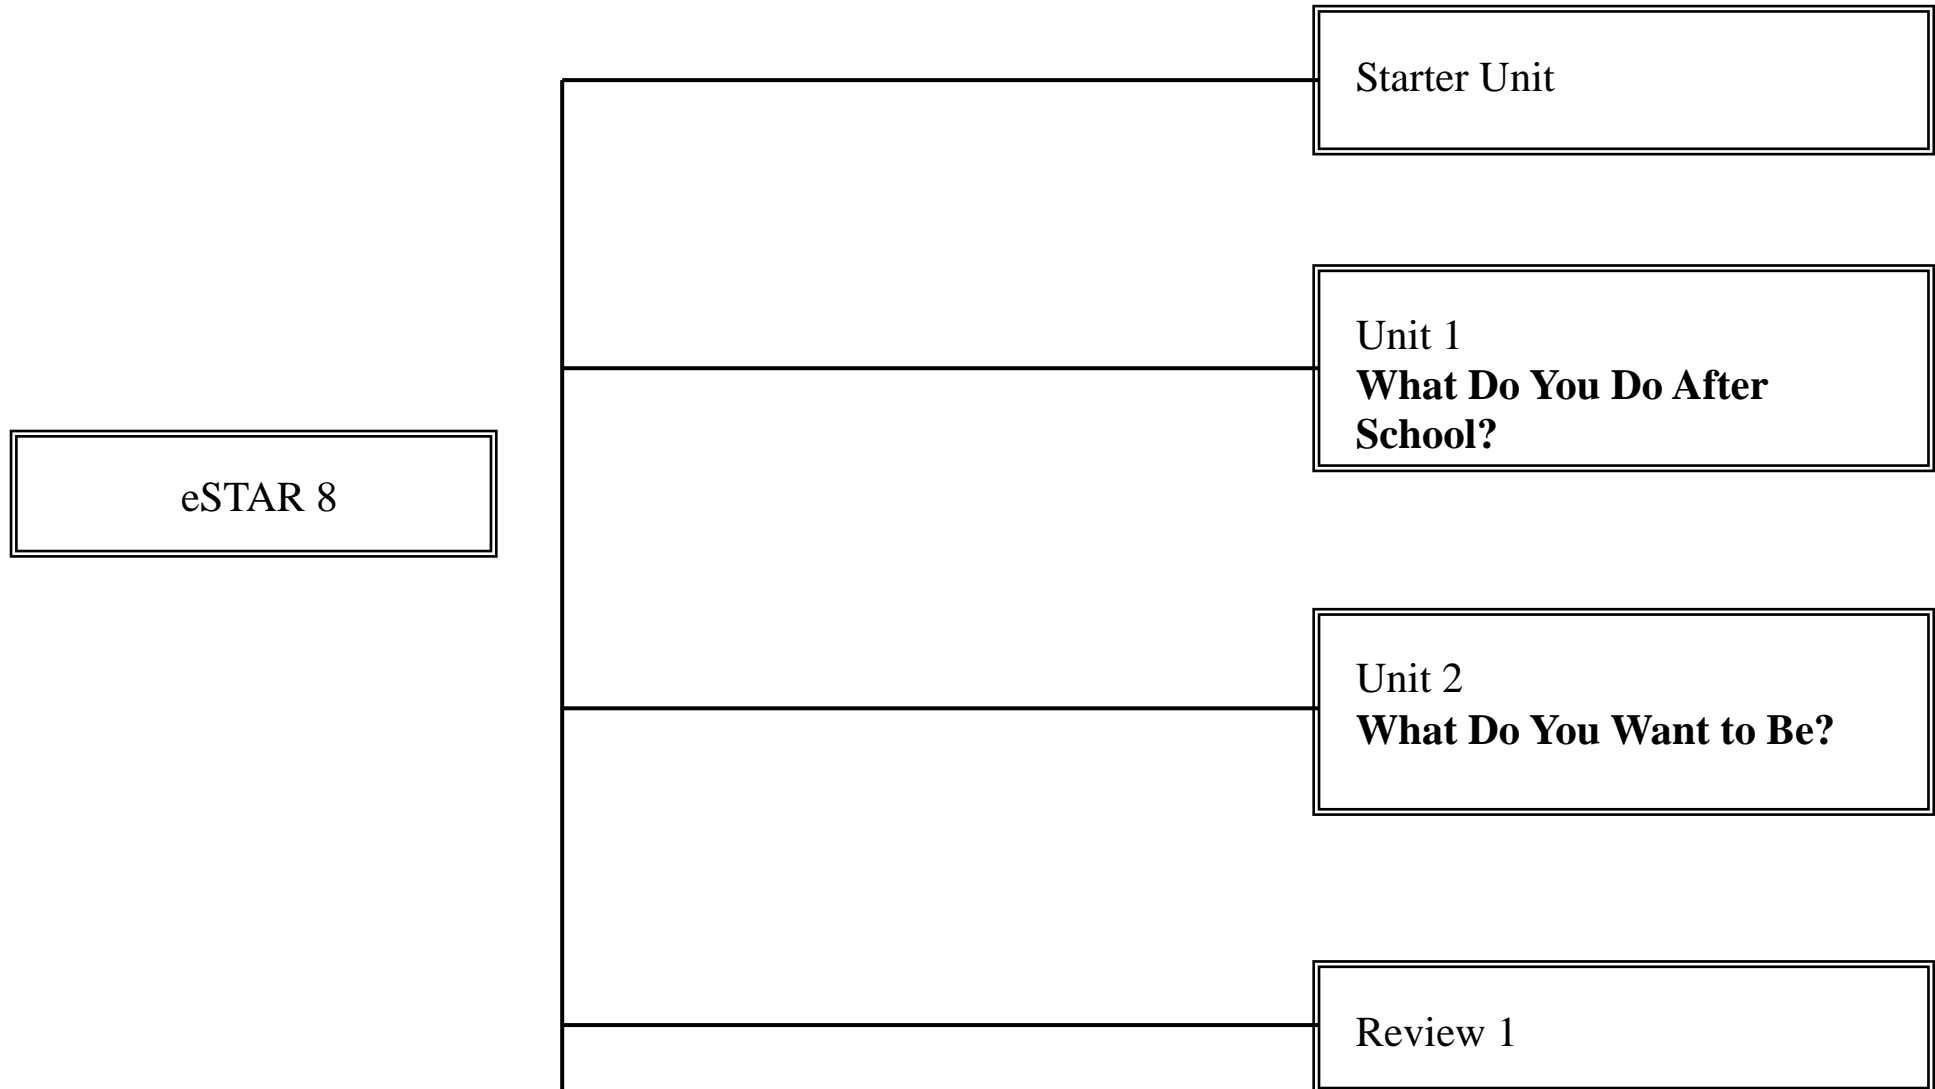 Starter Unit
Unit 1
What Do You Do After
School?
eSTAR 8
Unit 2
What Do You Want to Be?
Review 1